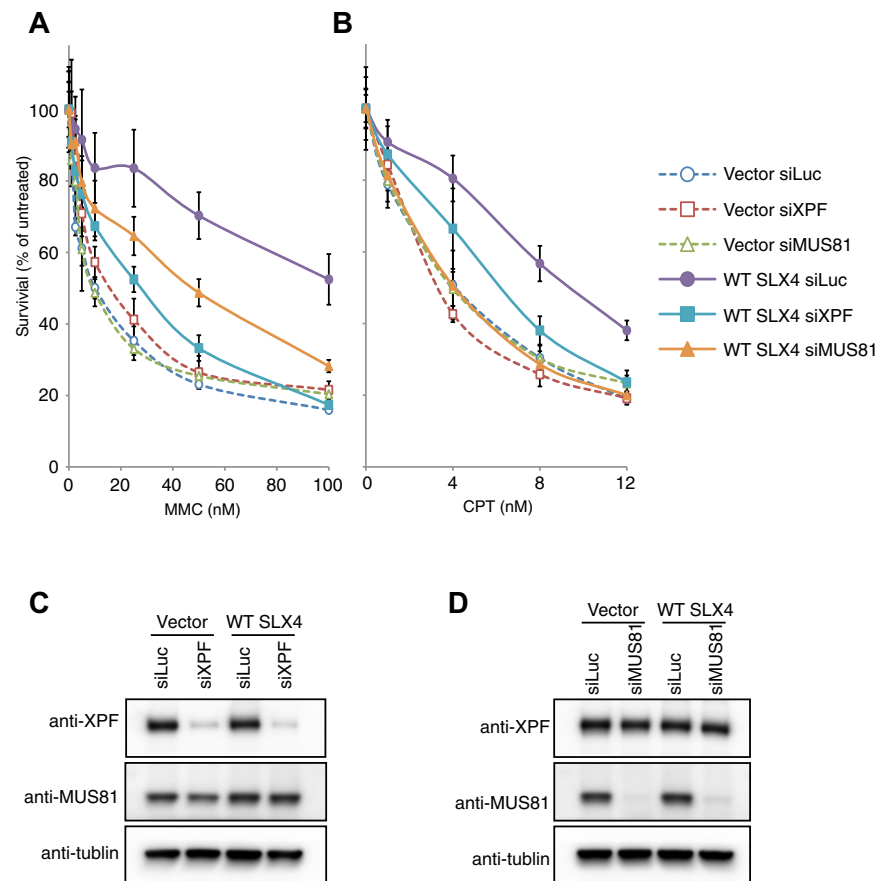 A
B
Survivial (% of untreated)
100
80
60
40
20
0
0 20 40 60 80 100
MMC (nM)
0 4 8 12
CPT (nM)
Vector siLuc
Vector siXPF
Vector siMUS81
WT SLX4 siLuc
WT SLX4 siXPF
WT SLX4 siMUS81
C
Vector WT SLX4
siLuc siXPF siLuc siXPF
anti-XPF
anti-MUS81
anti-tublin
D
Vector WT SLX4
siLuc siMUS81 siLuc siMUS81
anti-XPF
anti-MUS81
anti-tublin